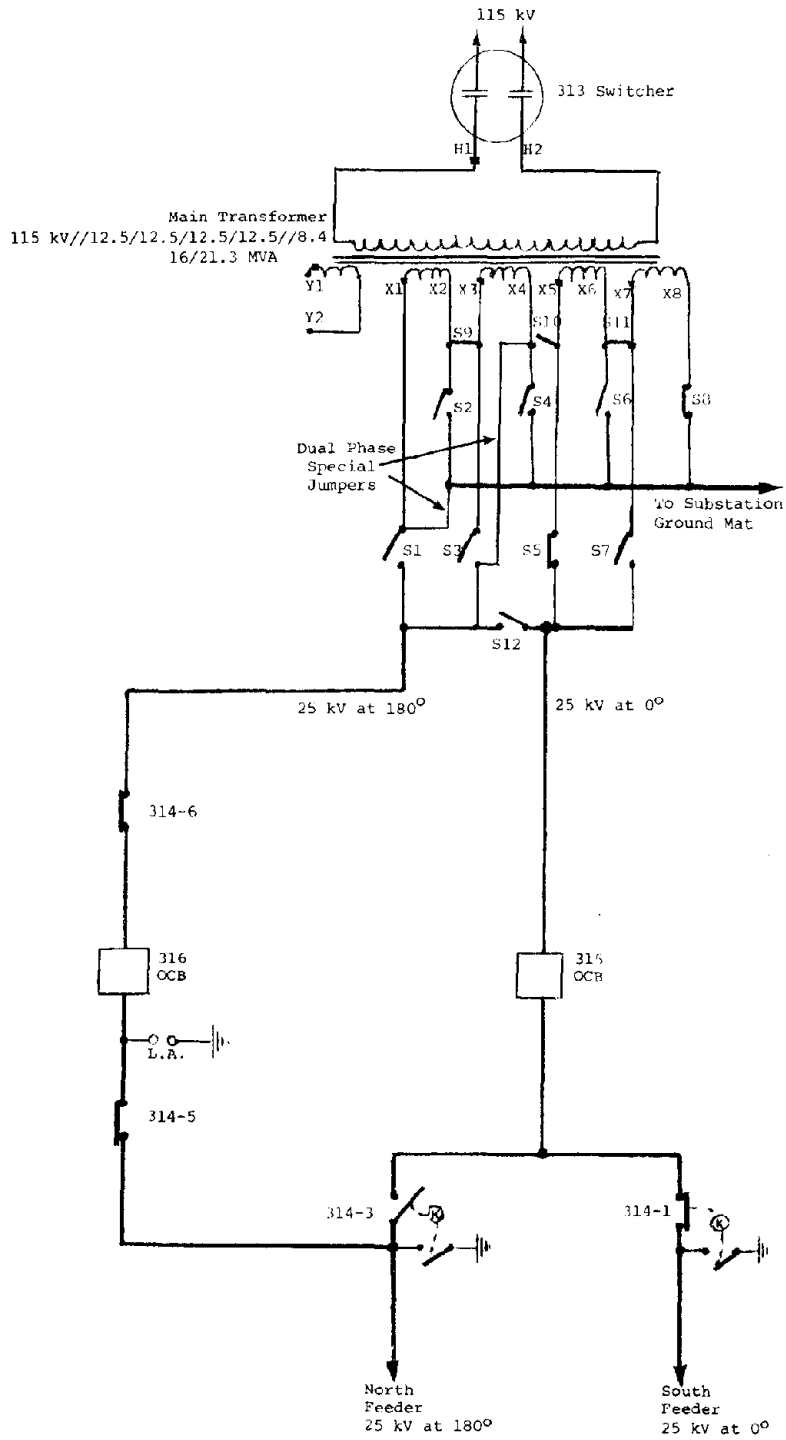 115 kV
313 Switcher
H1
H2
Main Transformer
115 kV//12.5/12.5/12.5/12.5//8.4
16/21.3 MVA
Y1
X1
X2
X3
X4
X5
X6
X7
X8
Y2
S9
S10
S11
S2
S4
S6
S8
Dual Phase
Special
Jumpers
To Substation
Ground Mat
S1
S3
S5
S7
S12
25 kV at 180°
25 kV at 0°
314-6
316
OCB
315
OCB
L.A.
314-5
314-3
K
314-1
K
North
Feeder
25 kV at 180°
South
Feeder
25 kV at 0°